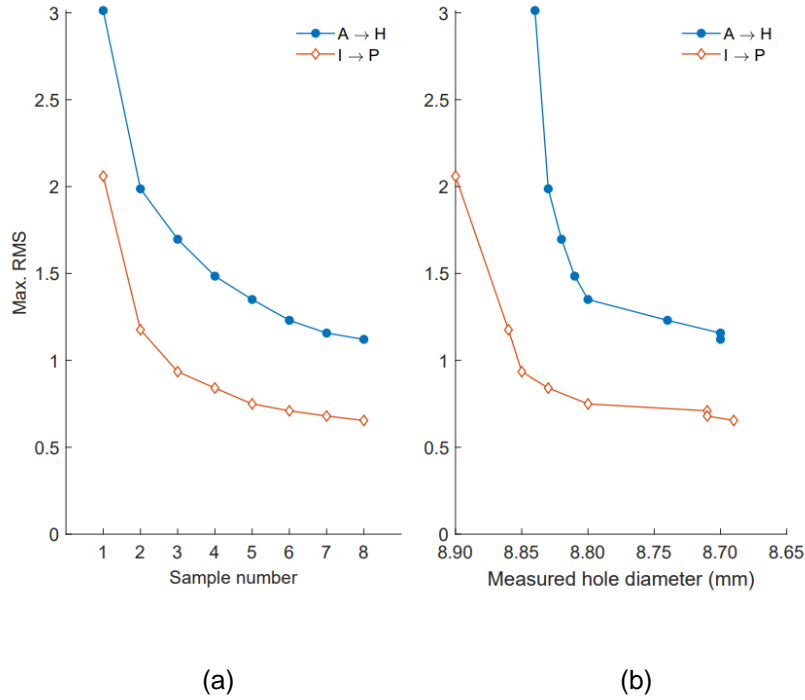 3
2.5
2
1.5
1
0.5
0
Max. RMS
A → H
I → P
1 2 3 4 5 6 7 8
Sample number
(a)
3
2.5
2
1.5
1
0.5
0
A → H
I → P
8.90 8.85 8.80 8.75 8.70 8.65
Measured hole diameter (mm)
(b)